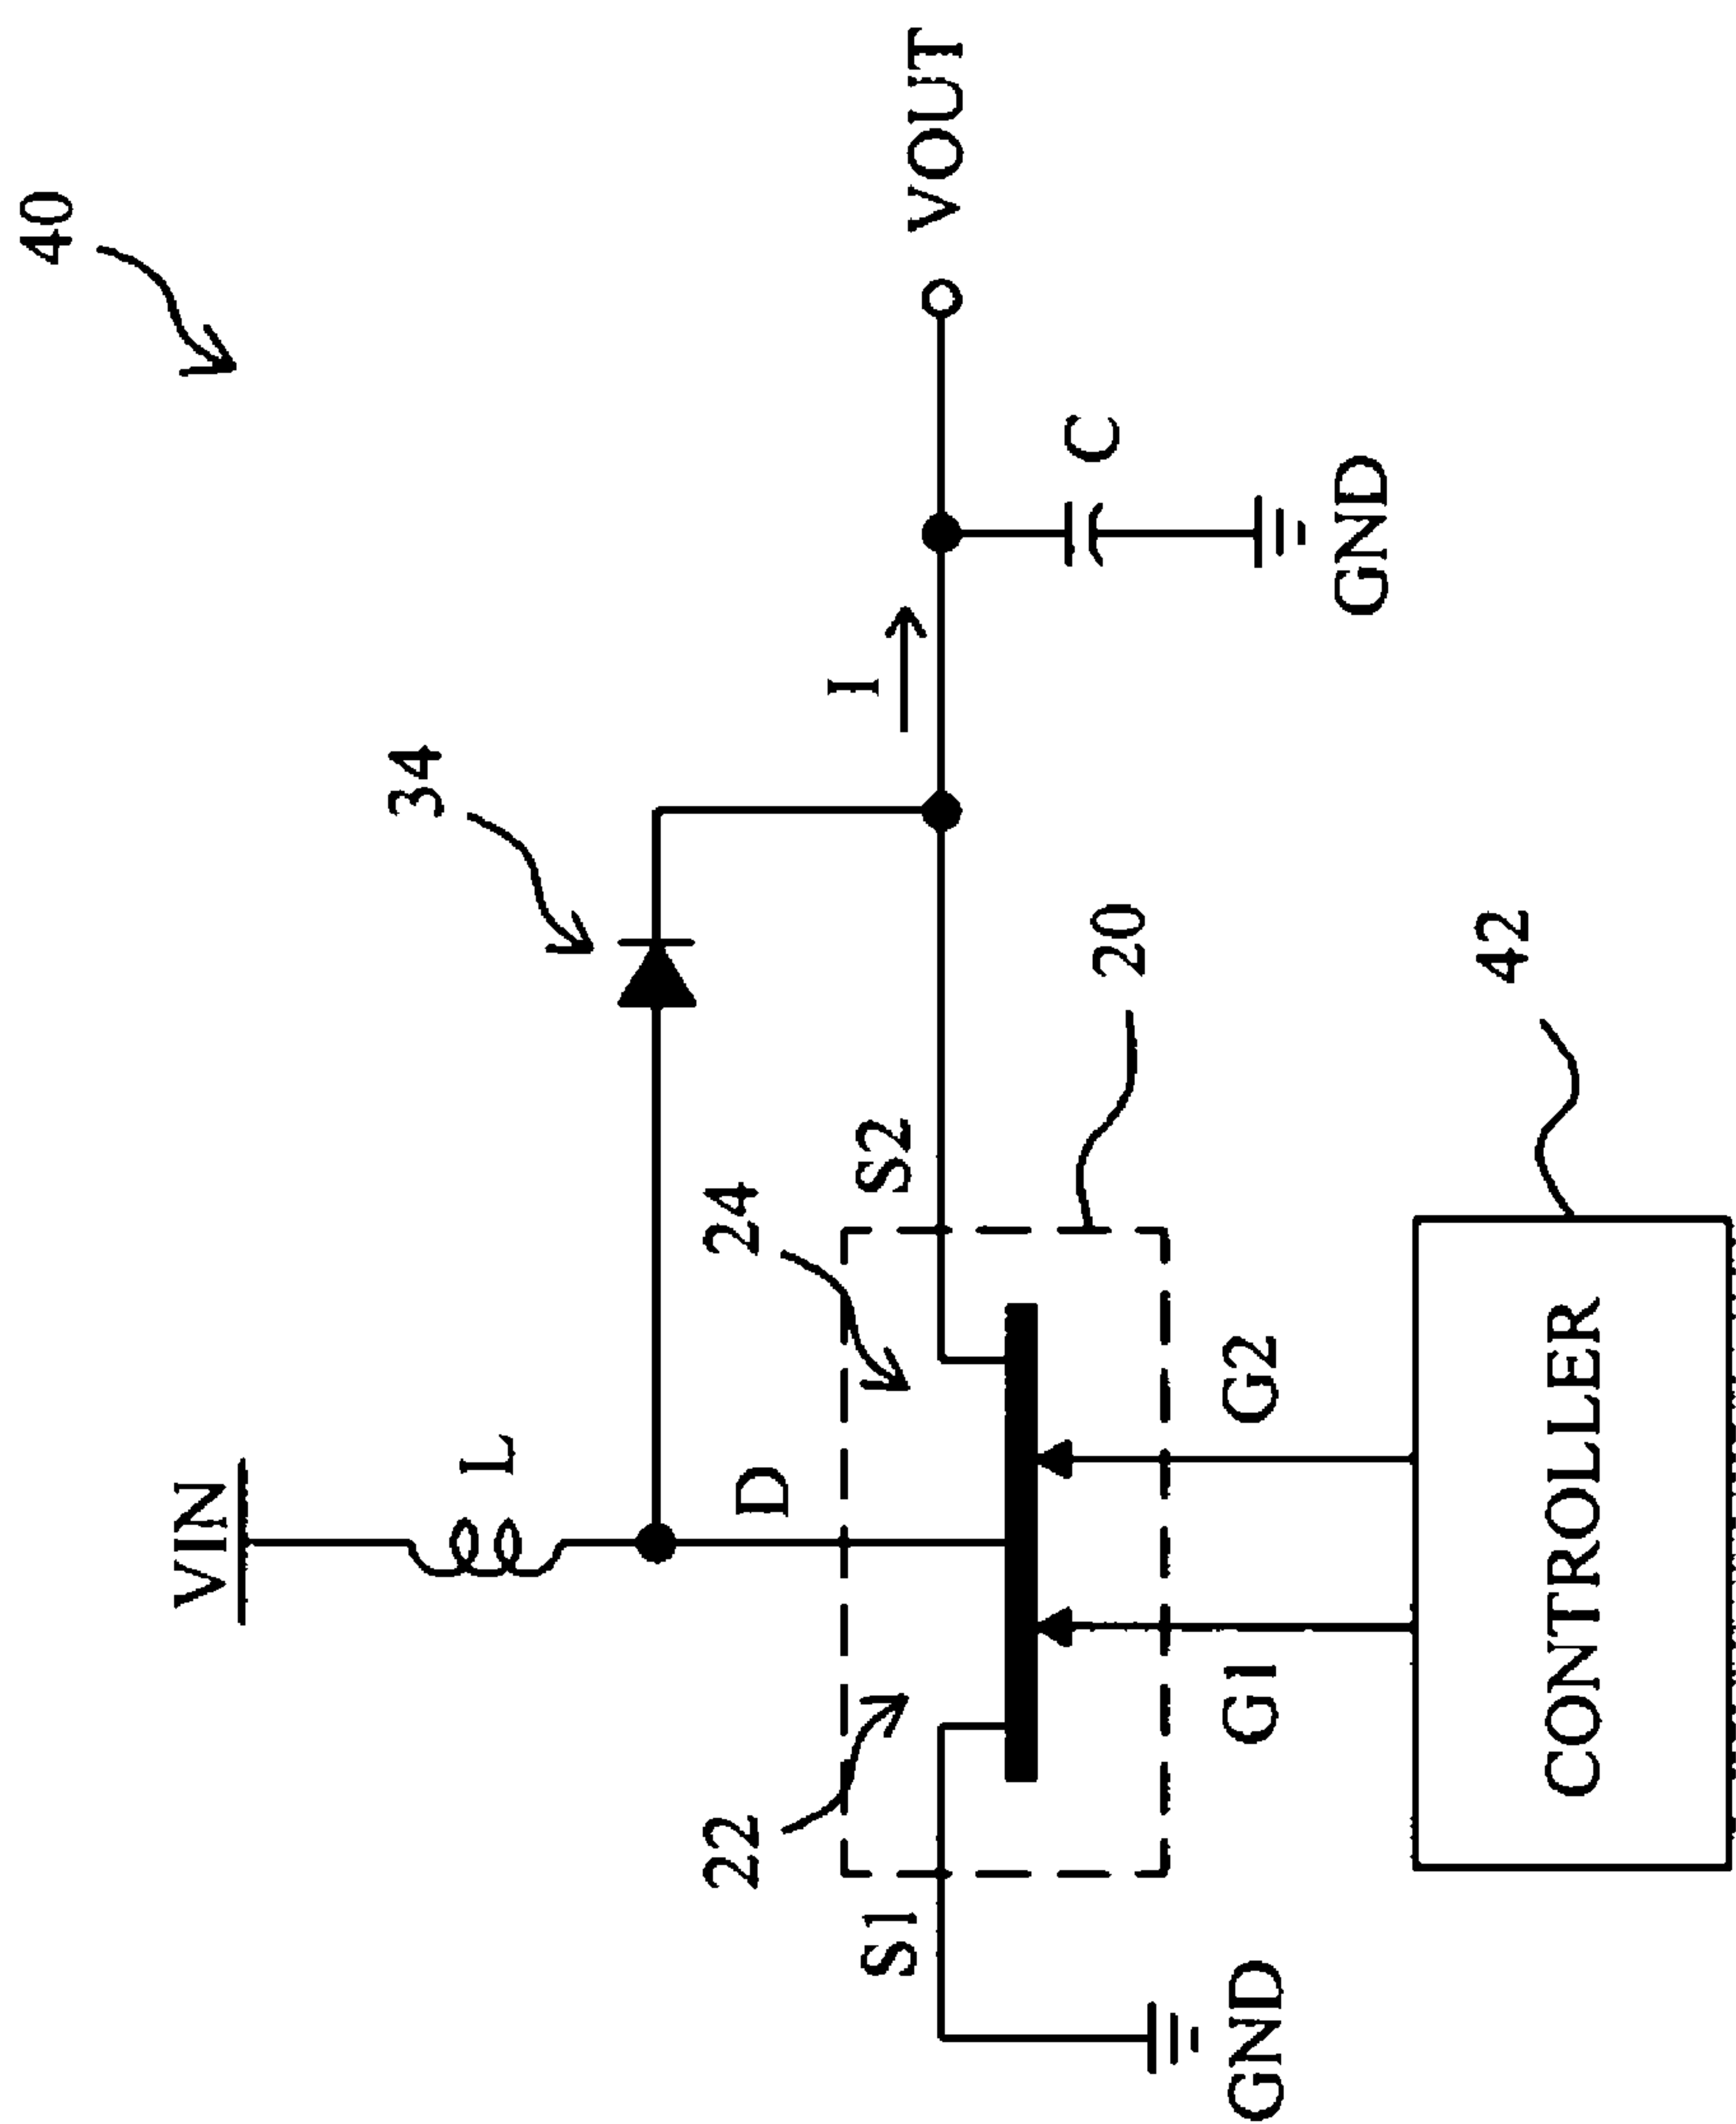 40
VIN
L
34
D
22
24
S1
S2
I
VOUT
C
GND
GND
20
G1
G2
42
CONTROLLER